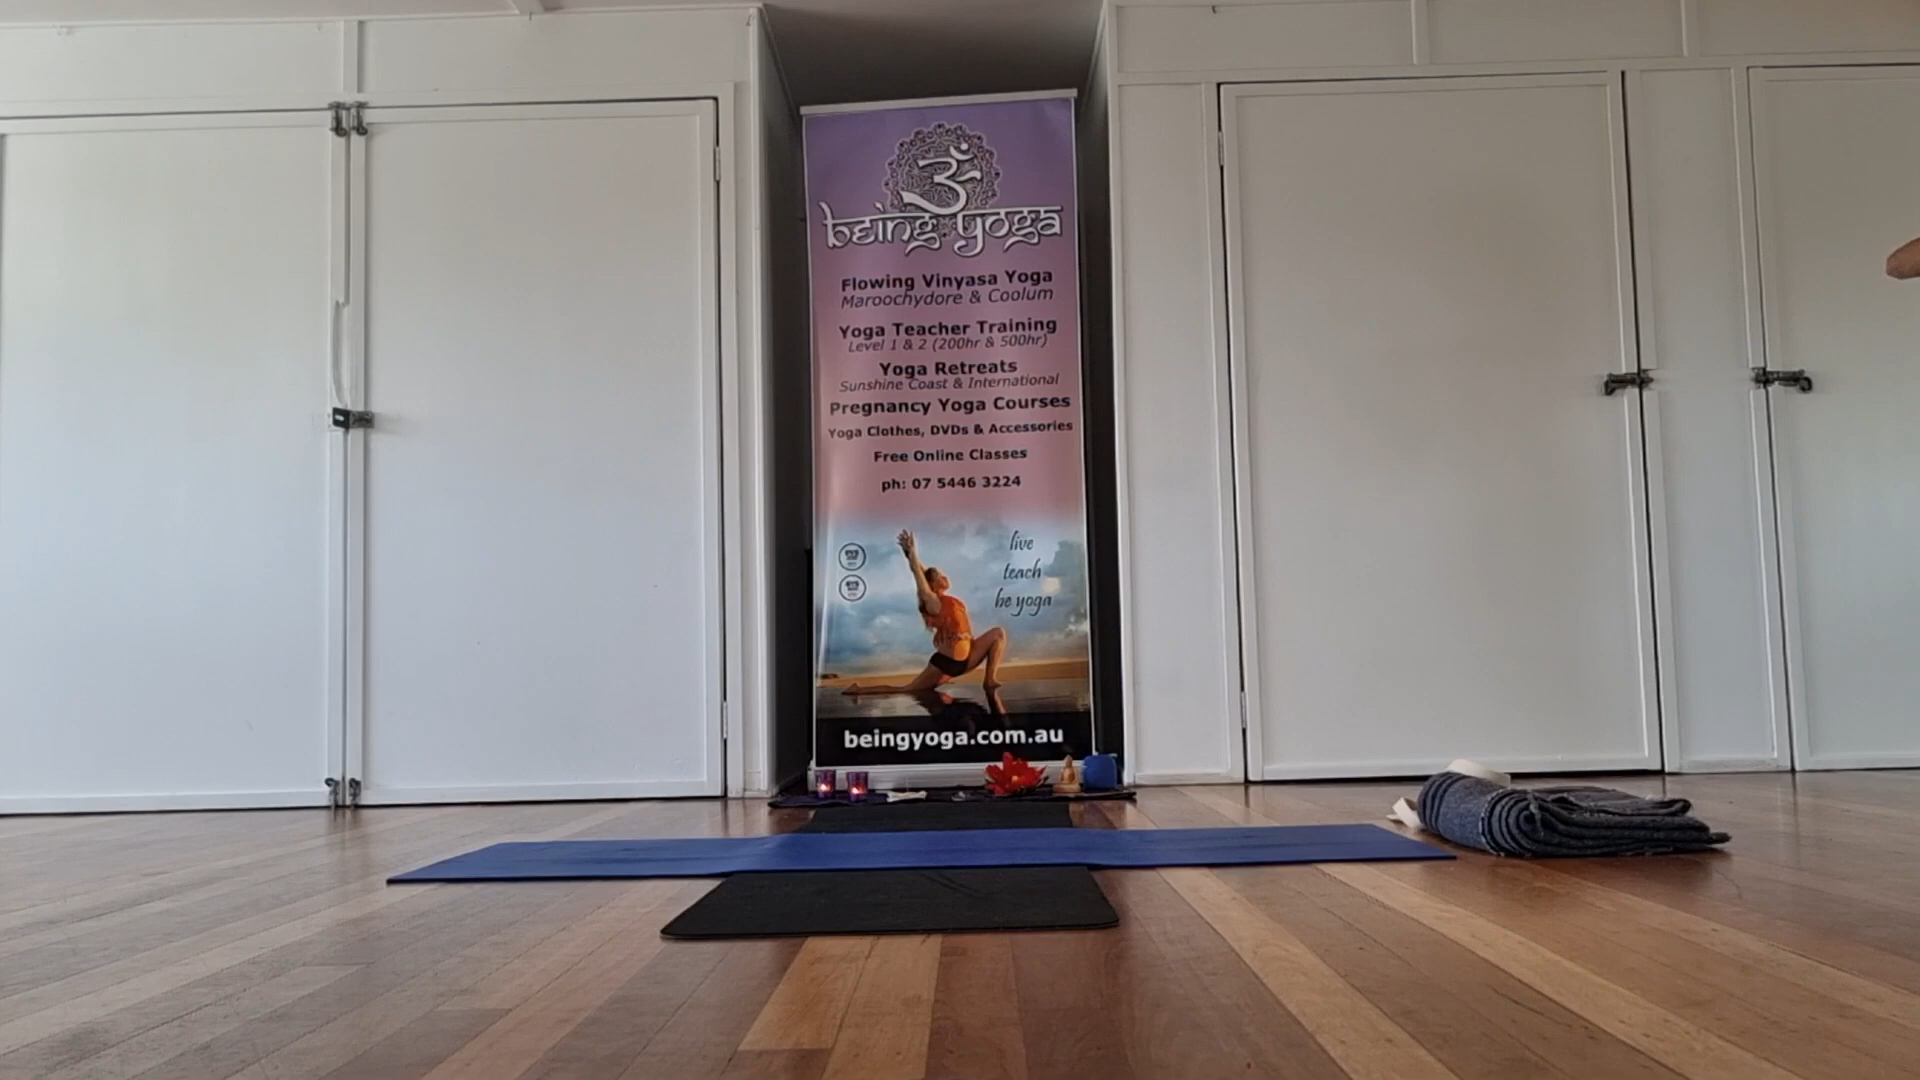 ॐ
being yoga
Flowing Vinyasa Yoga
Maroochydore & Coolum
Yoga Teacher Training
Level 1 & 2 (200hr & 500hr)
Yoga Retreats
Sunshine Coast & International
Pregnancy Yoga Courses
Yoga Clothes, DVDs & Accessories
Free Online Classes
ph: 07 5446 3224
live
teach
be yoga
beingyoga.com.au